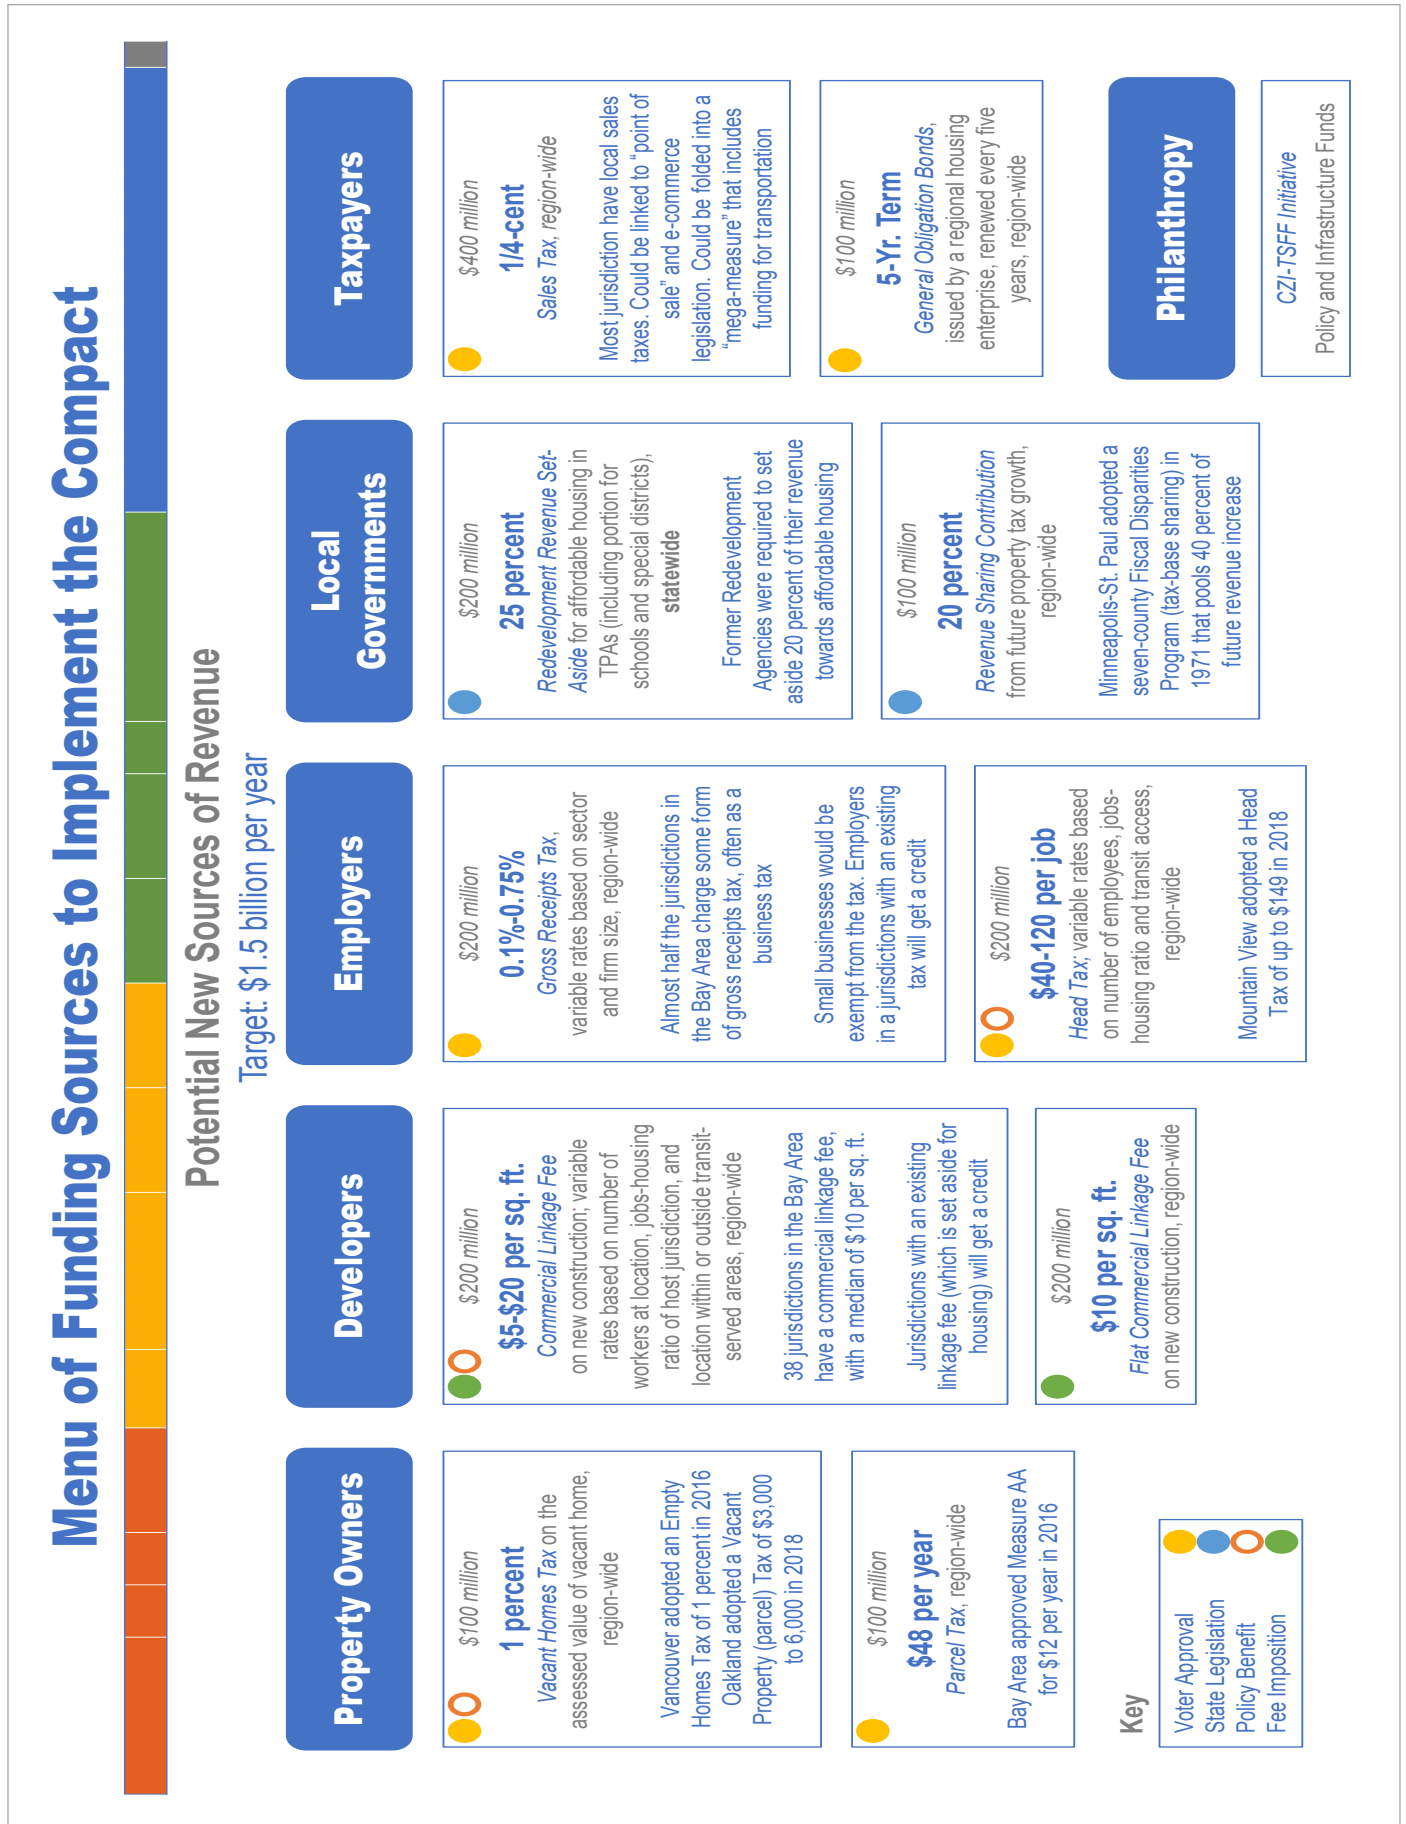 Menu of Funding Sources to Implement the Compact
Potential New Sources of Revenue
Target: $1.5 billion per year
Property Owners
$100 million
1 percent
Vacant Homes Tax on the
assessed value of vacant home,
region-wide
Vancouver adopted an Empty
Homes Tax of 1 percent in 2016
Oakland adopted a Vacant
Property (parcel) Tax of $3,000
to 6,000 in 2018
$100 million
$48 per year
Parcel Tax, region-wide
Bay Area approved Measure AA
for $12 per year in 2016
Key
Voter Approval
State Legislation
Policy Benefit
Fee Imposition
Developers
$200 million
$5-$20 per sq. ft.
Commercial Linkage Fee
on new construction; variable
rates based on number of
workers at location, jobs-housing
ratio of host jurisdiction, and
location within or outside transit-
served areas, region-wide
38 jurisdictions in the Bay Area
have a commercial linkage fee,
with a median of $10 per sq. ft.
Jurisdictions with an existing
linkage fee (which is set aside for
housing) will get a credit
$200 million
$10 per sq. ft.
Flat Commercial Linkage Fee
on new construction, region-wide
Employers
$200 million
0.1%-0.75%
Gross Receipts Tax,
variable rates based on sector
and firm size, region-wide
Almost half the jurisdictions in
the Bay Area charge some form
of gross receipts tax, often as a
business tax
Small businesses would be
exempt from the tax. Employers
in a jurisdictions with an existing
tax will get a credit
$200 million
$40-120 per job
Head Tax; variable rates based
on number of employees, jobs-
housing ratio and transit access,
region-wide
Mountain View adopted a Head
Tax of up to $149 in 2018
Local
Governments
$200 million
25 percent
Redevelopment Revenue Set-
Aside for affordable housing in
TPAs (including portion for
schools and special districts),
statewide
Former Redevelopment
Agencies were required to set
aside 20 percent of their revenue
towards affordable housing
$100 million
20 percent
Revenue Sharing Contribution
from future property tax growth,
region-wide
Minneapolis-St. Paul adopted a
seven-county Fiscal Disparities
Program (tax-base sharing) in
1971 that pools 40 percent of
future revenue increase
Taxpayers
$400 million
1/4-cent
Sales Tax, region-wide
Most jurisdiction have local sales
taxes. Could be linked to “point of
sale” and e-commerce
legislation. Could be folded into a
“mega-measure” that includes
funding for transportation
$100 million
5-Yr. Term
General Obligation Bonds,
issued by a regional housing
enterprise, renewed every five
years, region-wide
Philanthropy
CZI-TSFF Initiative
Policy and Infrastructure Funds